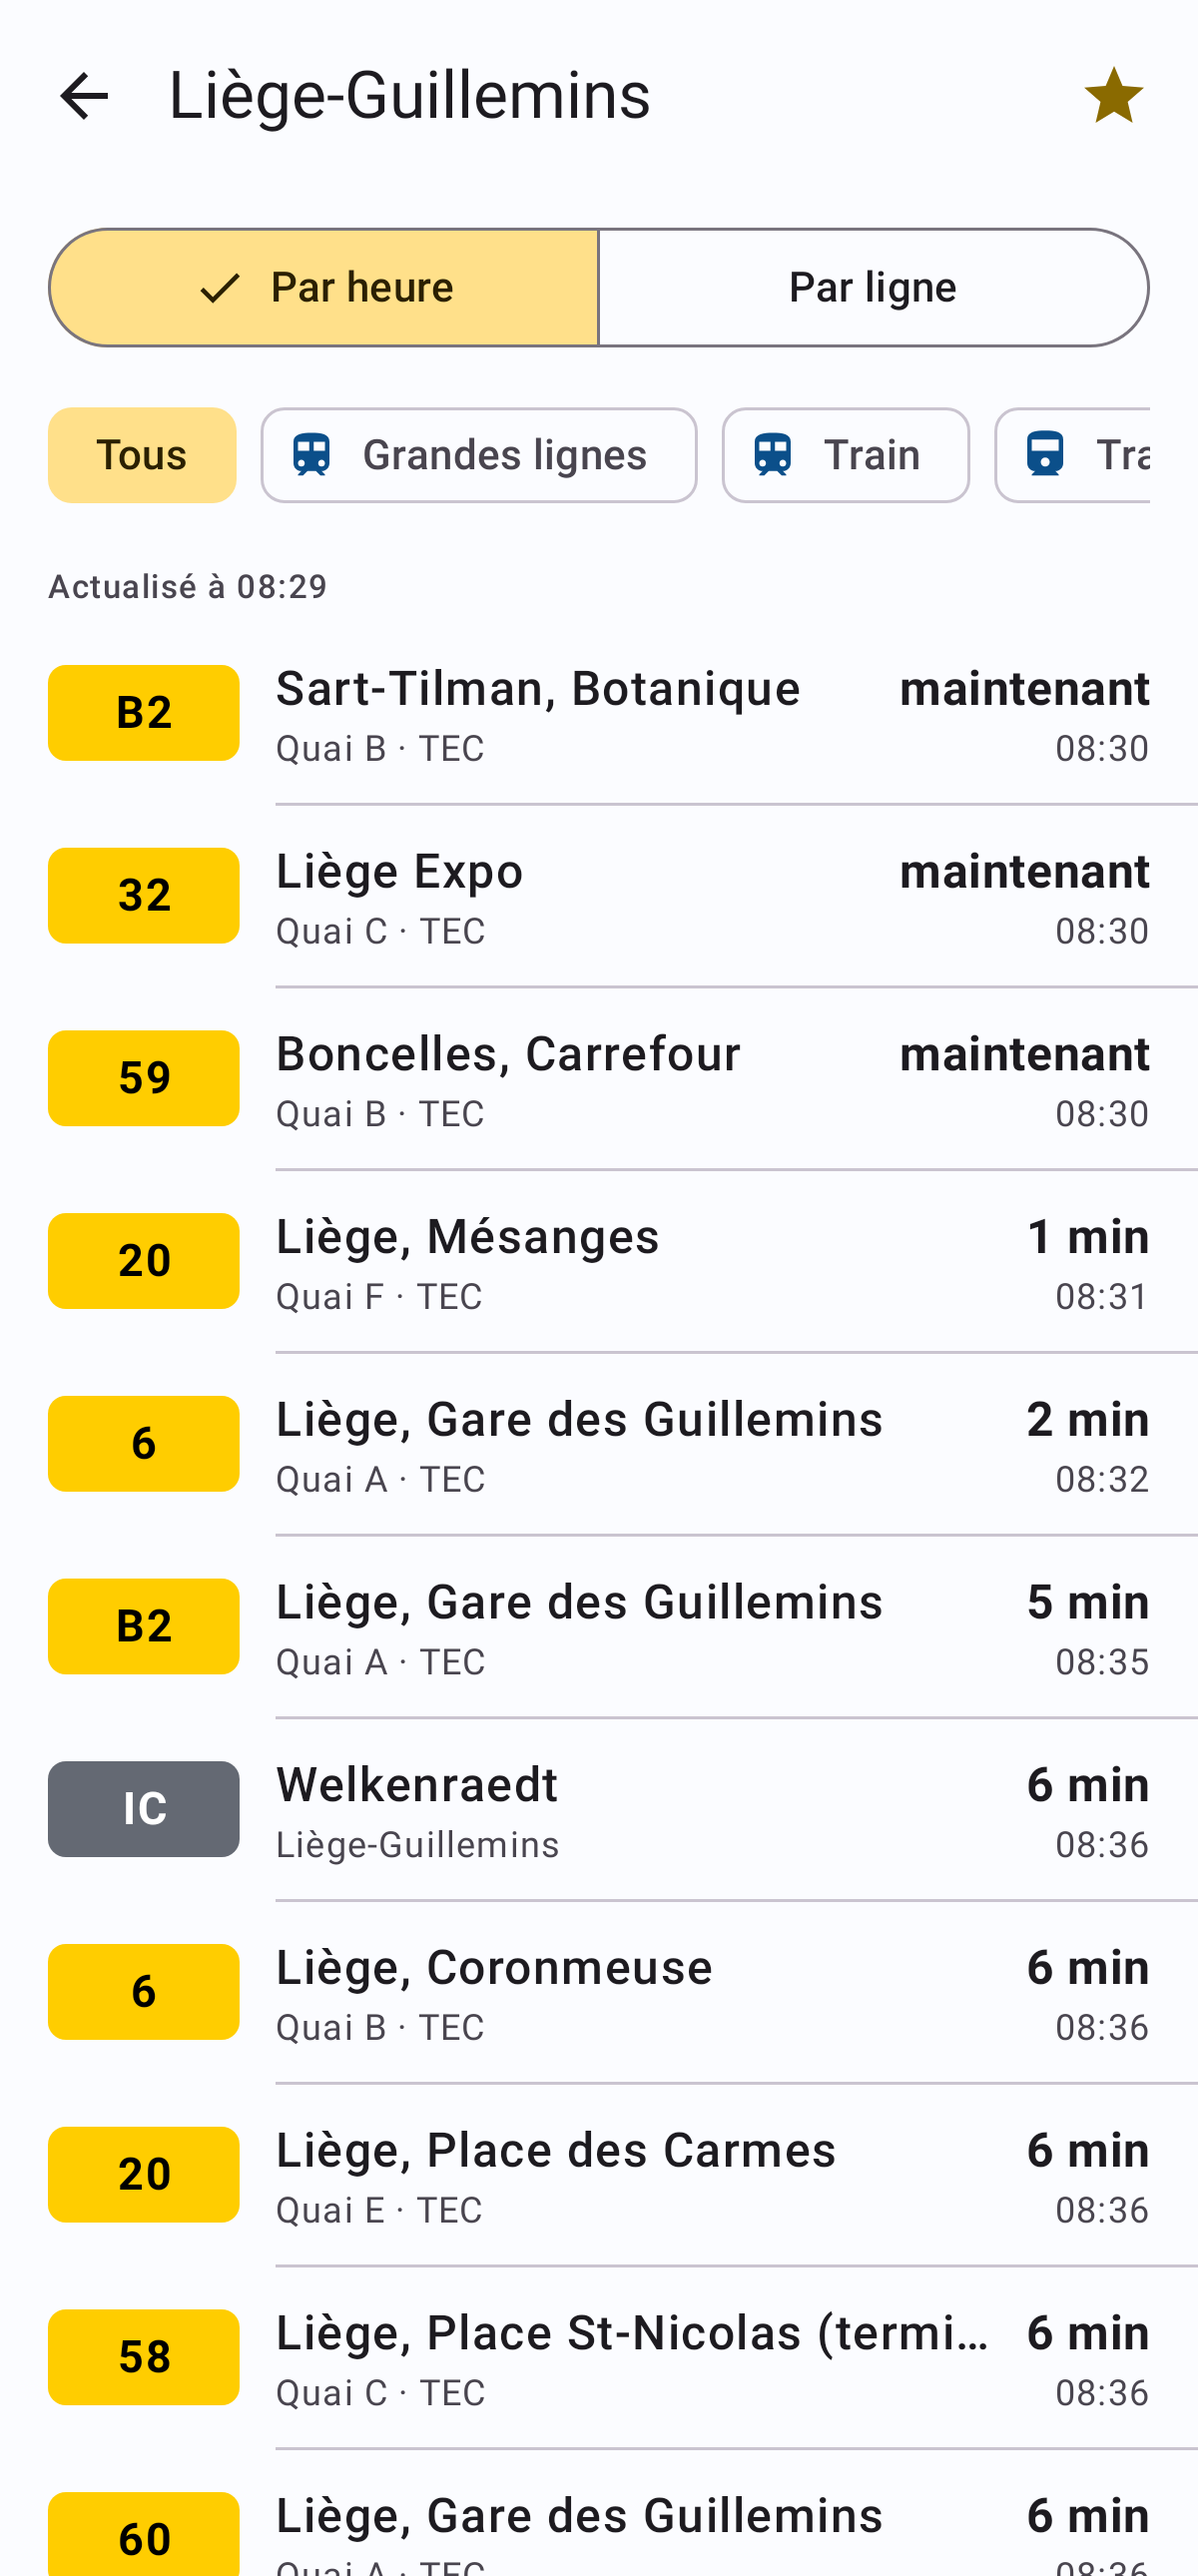 Liège-Guillemins
Par heure
Par ligne
Tous
Grandes lignes
Train
Tra
Actualisé à 08:29
B2
Sart-Tilman, Botanique
maintenant
Quai B · TEC
08:30
32
Liège Expo
maintenant
Quai C · TEC
08:30
59
Boncelles, Carrefour
maintenant
Quai B · TEC
08:30
20
Liège, Mésanges
1 min
Quai F · TEC
08:31
6
Liège, Gare des Guillemins
2 min
Quai A · TEC
08:32
B2
Liège, Gare des Guillemins
5 min
Quai A · TEC
08:35
IC
Welkenraedt
6 min
Liège-Guillemins
08:36
6
Liège, Coronmeuse
6 min
Quai B · TEC
08:36
20
Liège, Place des Carmes
6 min
Quai E · TEC
08:36
58
Liège, Place St-Nicolas (termi…
6 min
Quai C · TEC
08:36
60
Liège, Gare des Guillemins
6 min
Quai A · TEC
08:36